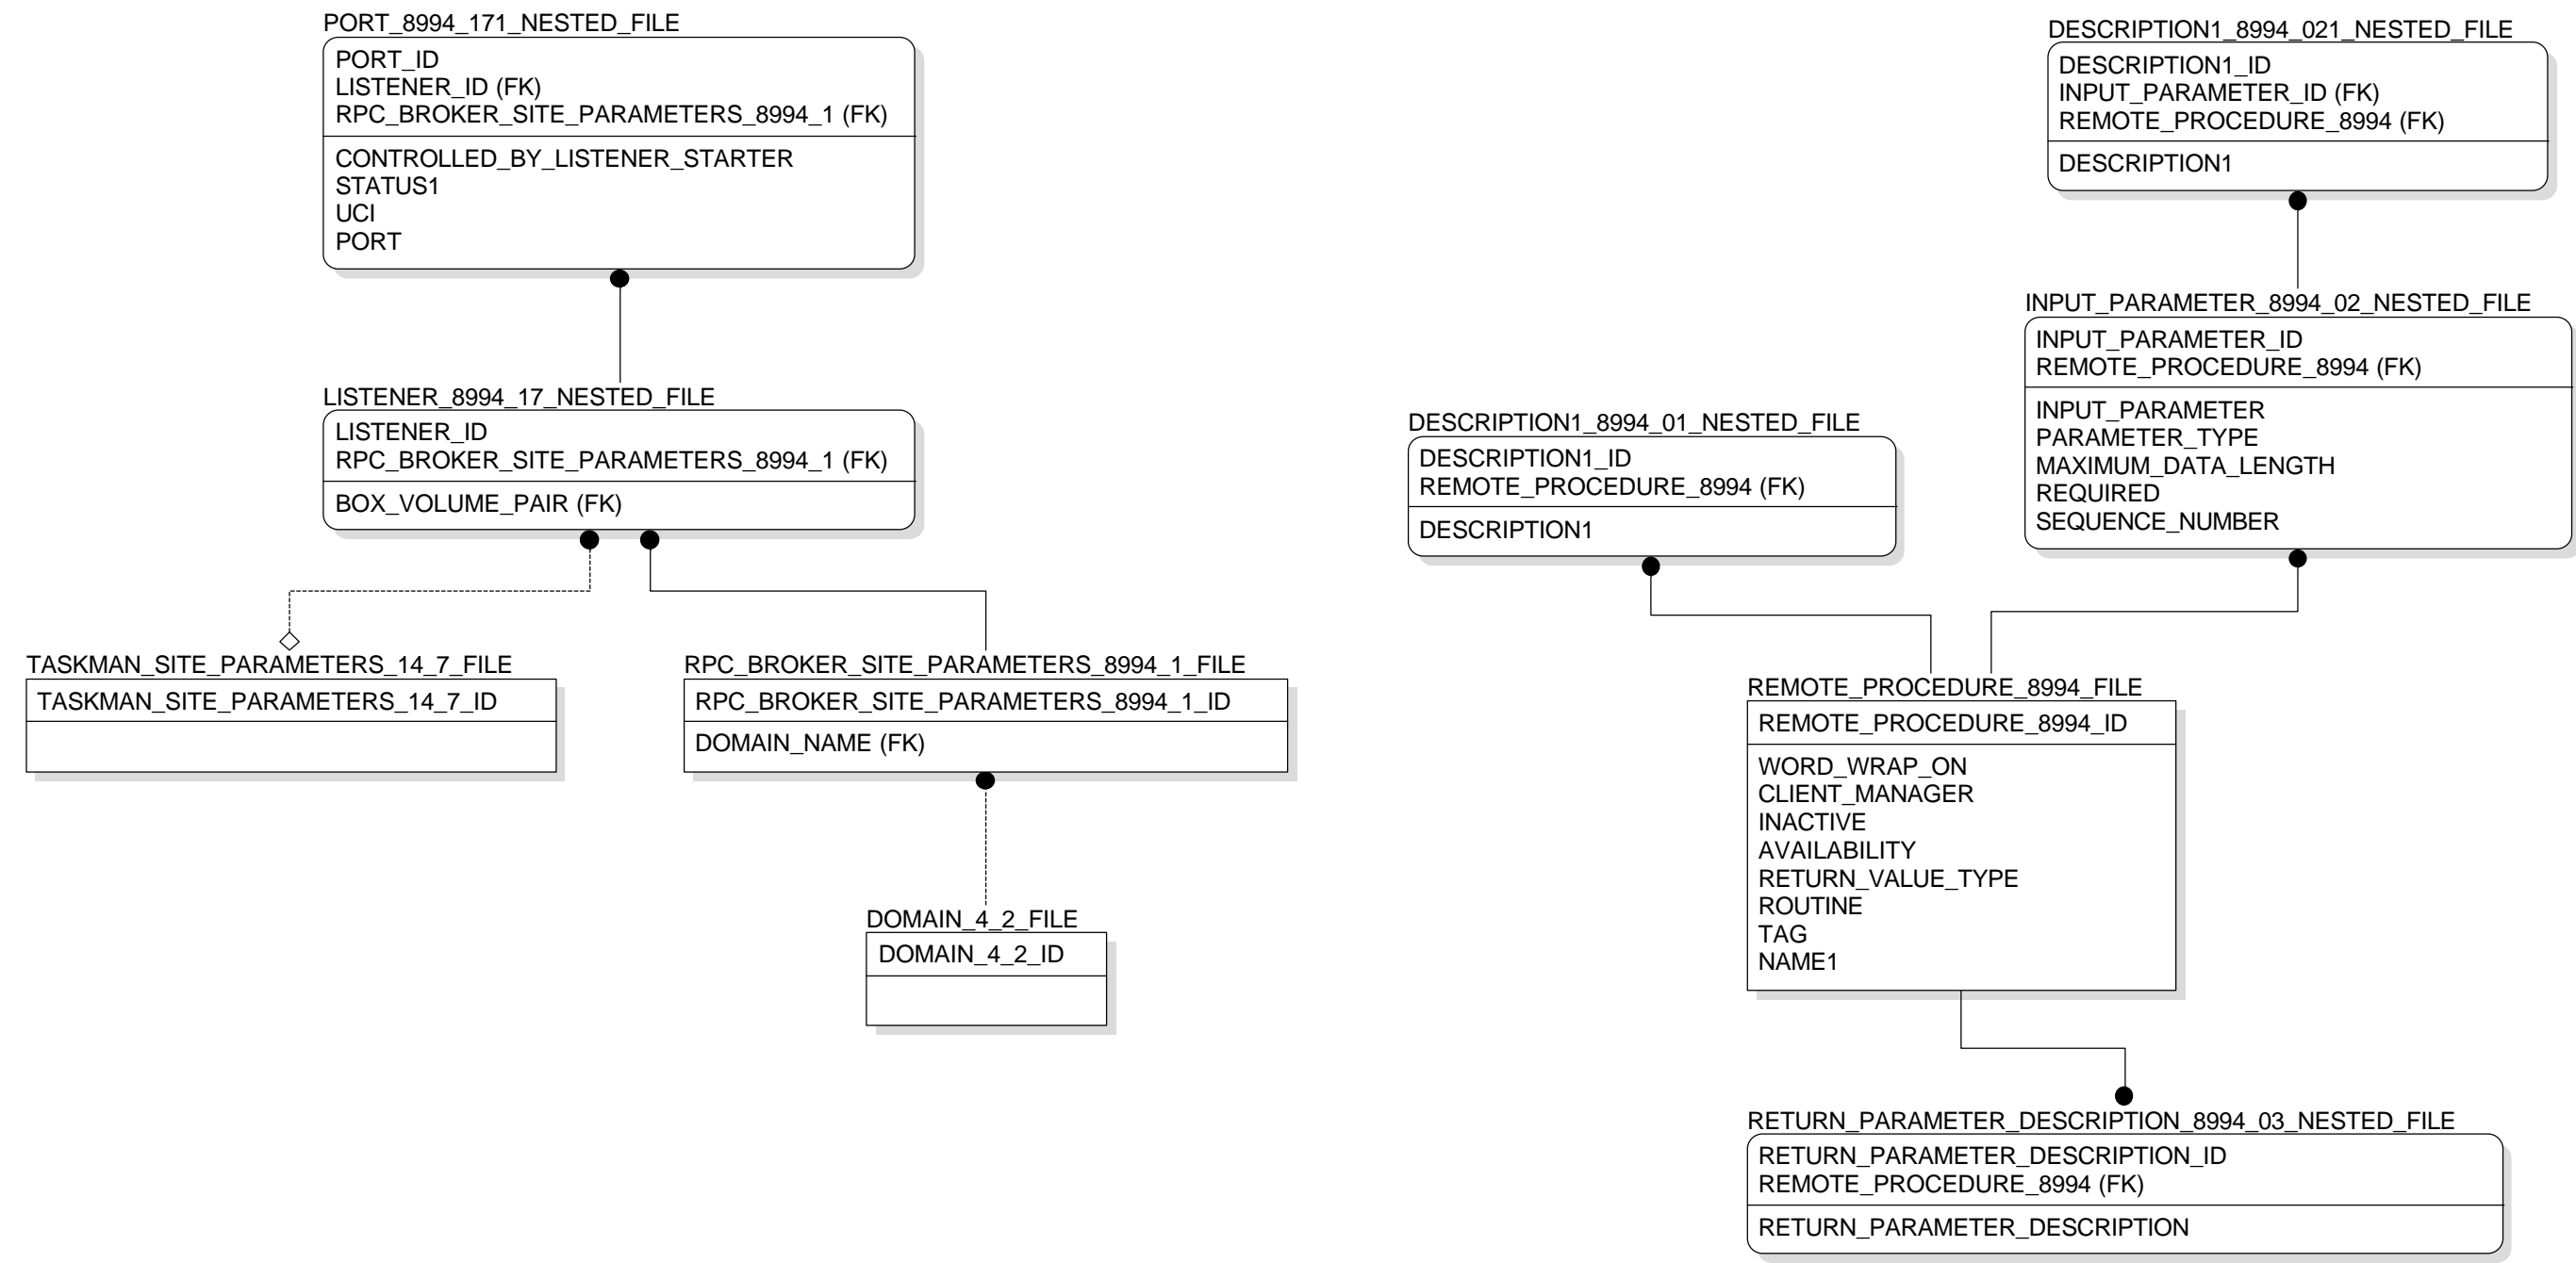 PORT_8994_171_NESTED_FILE
PORT_ID
LISTENER_ID (FK)
RPC_BROKER_SITE_PARAMETERS_8994_1 (FK)
CONTROLLED_BY_LISTENER_STARTER
STATUS1
UCI
PORT
LISTENER_8994_17_NESTED_FILE
LISTENER_ID
RPC_BROKER_SITE_PARAMETERS_8994_1 (FK)
BOX_VOLUME_PAIR (FK)
TASKMAN_SITE_PARAMETERS_14_7_FILE
TASKMAN_SITE_PARAMETERS_14_7_ID
RPC_BROKER_SITE_PARAMETERS_8994_1_FILE
RPC_BROKER_SITE_PARAMETERS_8994_1_ID
DOMAIN_NAME (FK)
DOMAIN_4_2_FILE
DOMAIN_4_2_ID
DESCRIPTION1_8994_021_NESTED_FILE
DESCRIPTION1_ID
INPUT_PARAMETER_ID (FK)
REMOTE_PROCEDURE_8994 (FK)
DESCRIPTION1
INPUT_PARAMETER_8994_02_NESTED_FILE
INPUT_PARAMETER_ID
REMOTE_PROCEDURE_8994 (FK)
INPUT_PARAMETER
PARAMETER_TYPE
MAXIMUM_DATA_LENGTH
REQUIRED
SEQUENCE_NUMBER
DESCRIPTION1_8994_01_NESTED_FILE
DESCRIPTION1_ID
REMOTE_PROCEDURE_8994 (FK)
DESCRIPTION1
REMOTE_PROCEDURE_8994_FILE
REMOTE_PROCEDURE_8994_ID
WORD_WRAP_ON
CLIENT_MANAGER
INACTIVE
AVAILABILITY
RETURN_VALUE_TYPE
ROUTINE
TAG
NAME1
RETURN_PARAMETER_DESCRIPTION_8994_03_NESTED_FILE
RETURN_PARAMETER_DESCRIPTION_ID
REMOTE_PROCEDURE_8994 (FK)
RETURN_PARAMETER_DESCRIPTION